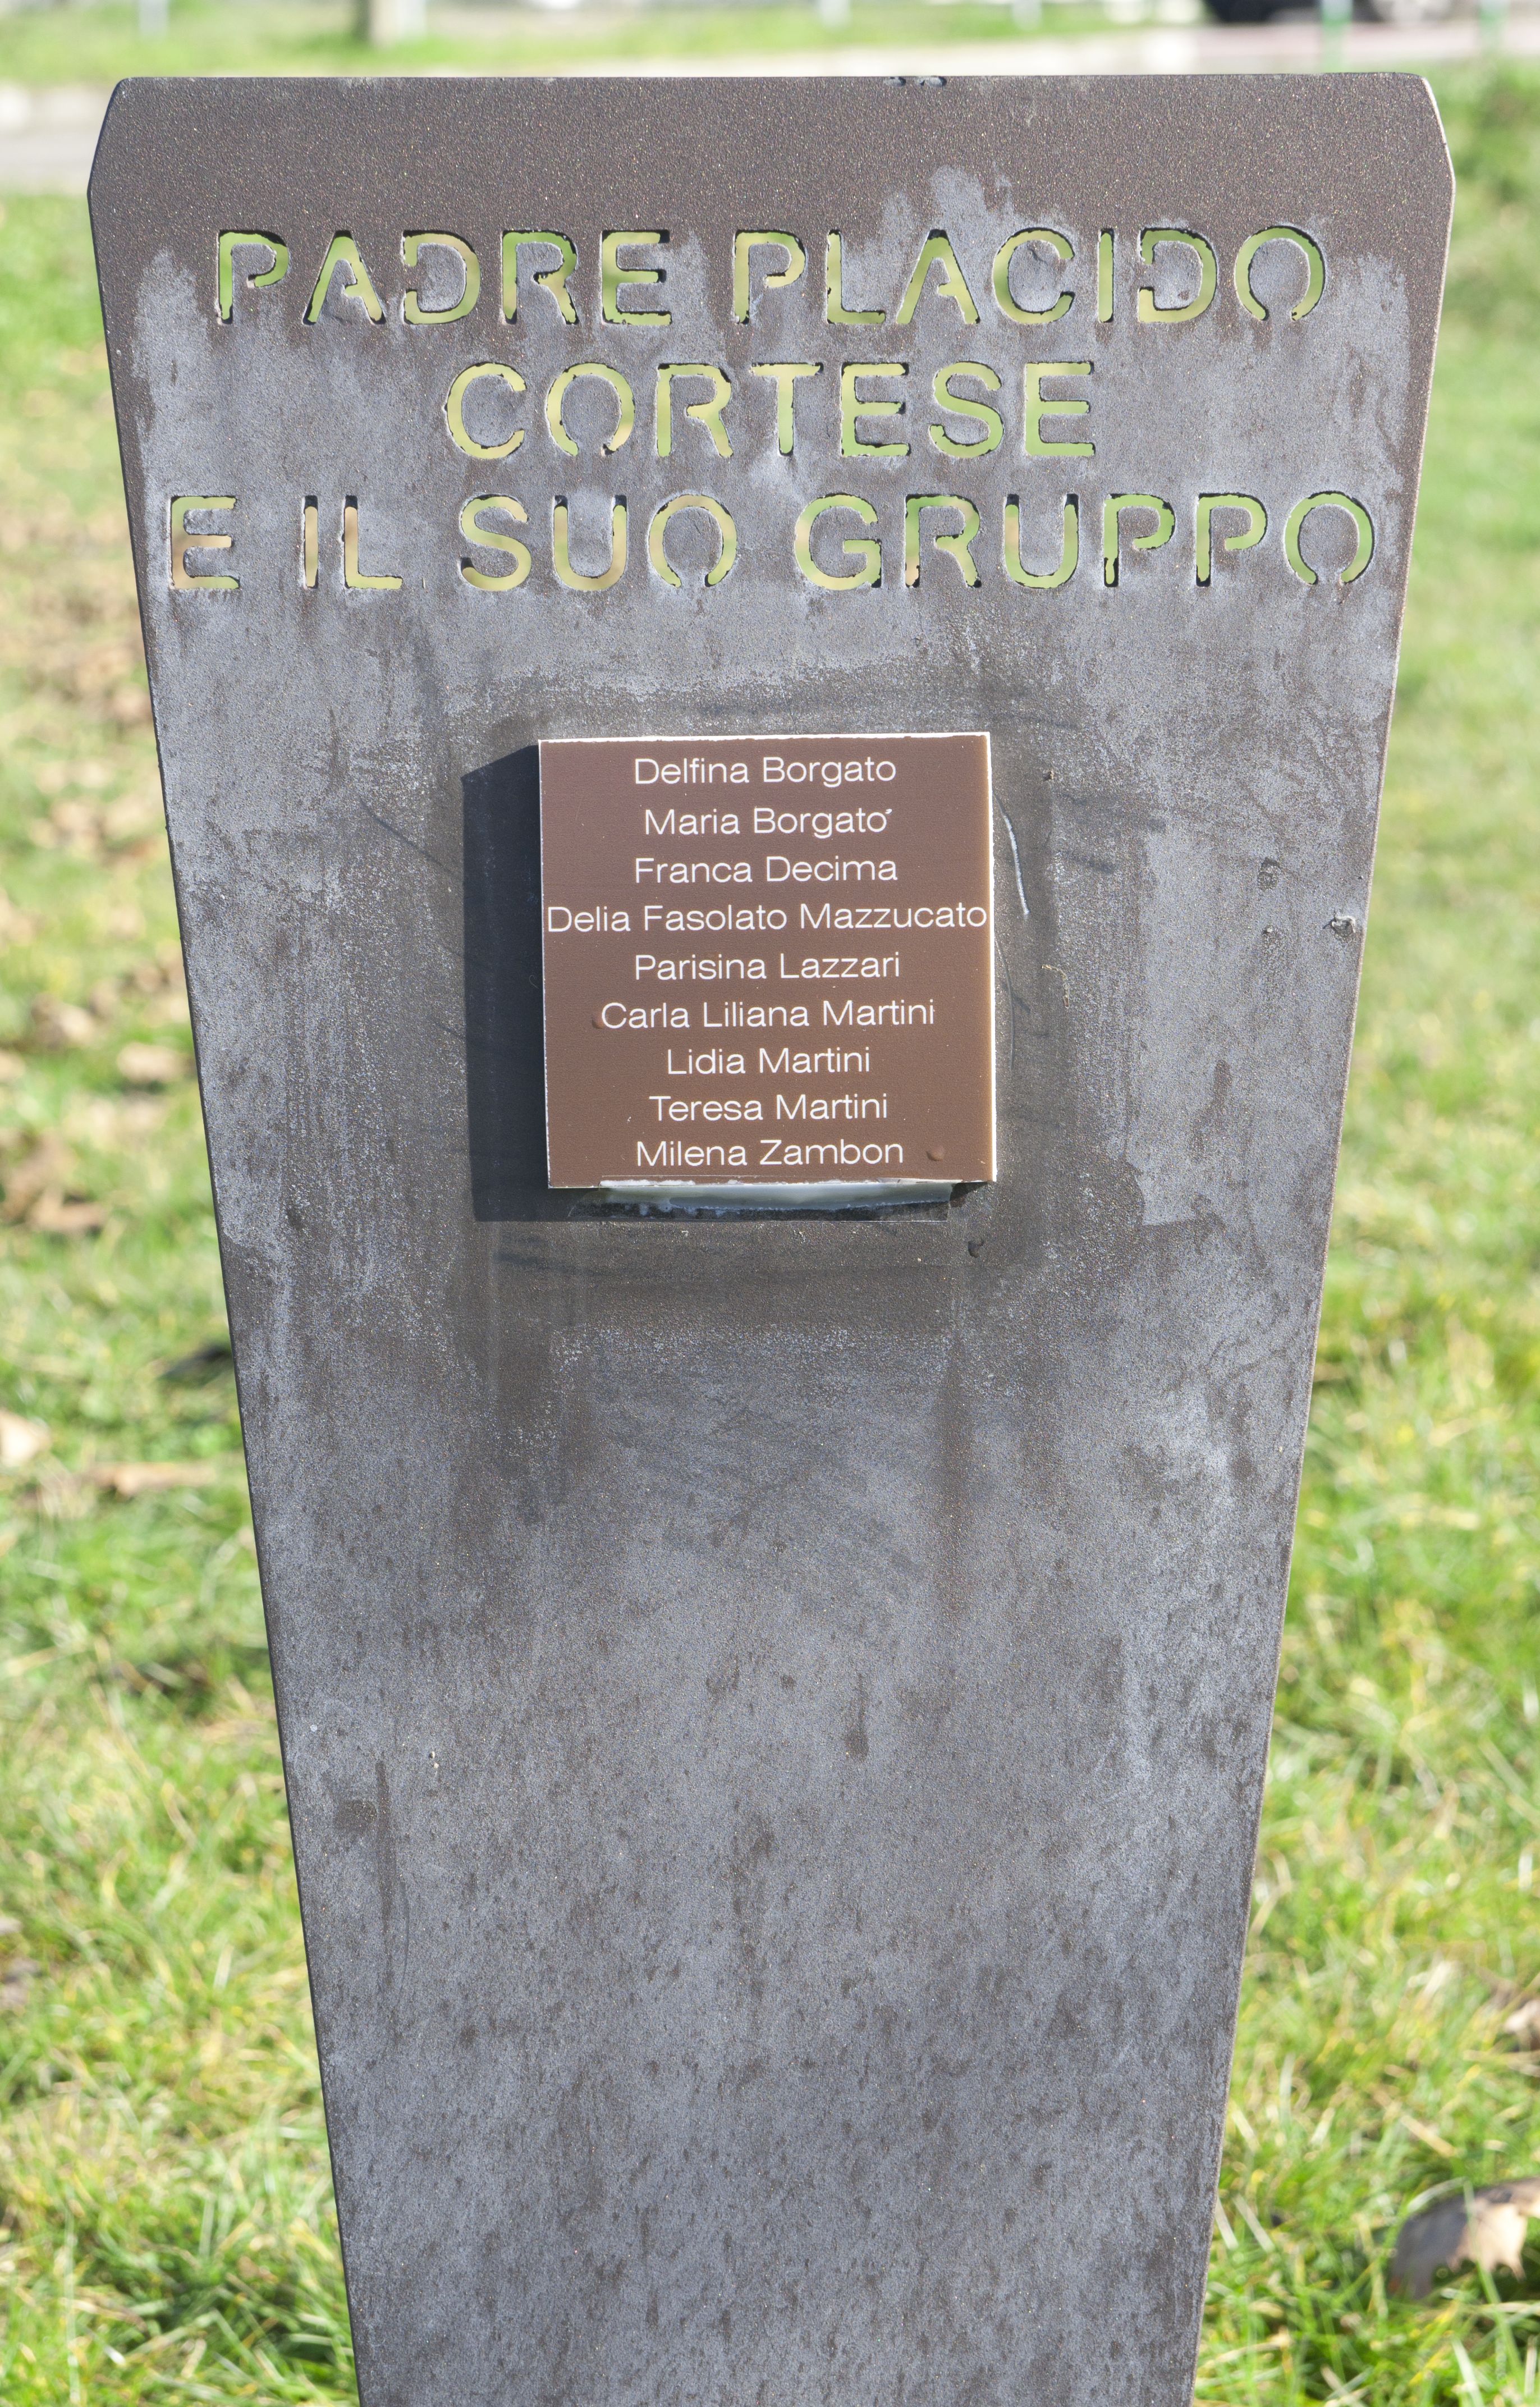 PADRE PLACIDO
CORTESE
E IL SUO GRUPPO
Delfina Borgato
Maria Borgato
Franca Decima
Delia Fasolato Mazzucato
Parisina Lazzari
Carla Liliana Martini
Lidia Martini
Teresa Martini
Milena Zambon